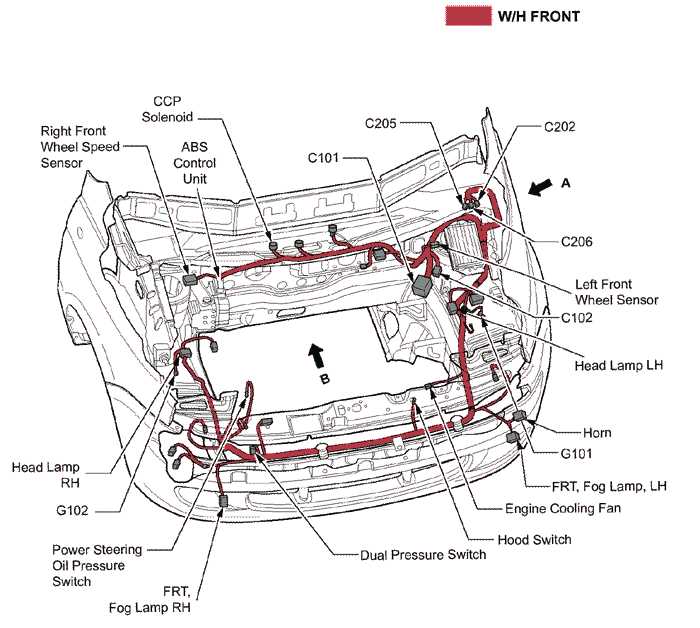 W/H FRONT
CCP
Solenoid
Right Front
Wheel Speed
Sensor
ABS
Control
Unit
C101
C205
C202
A
C206
Left Front
Wheel Sensor
C102
Head Lamp LH
B
Horn
G101
FRT, Fog Lamp, LH
Engine Cooling Fan
Hood Switch
Dual Pressure Switch
Head Lamp
RH
G102
Power Steering
Oil Pressure
Switch
FRT,
Fog Lamp RH